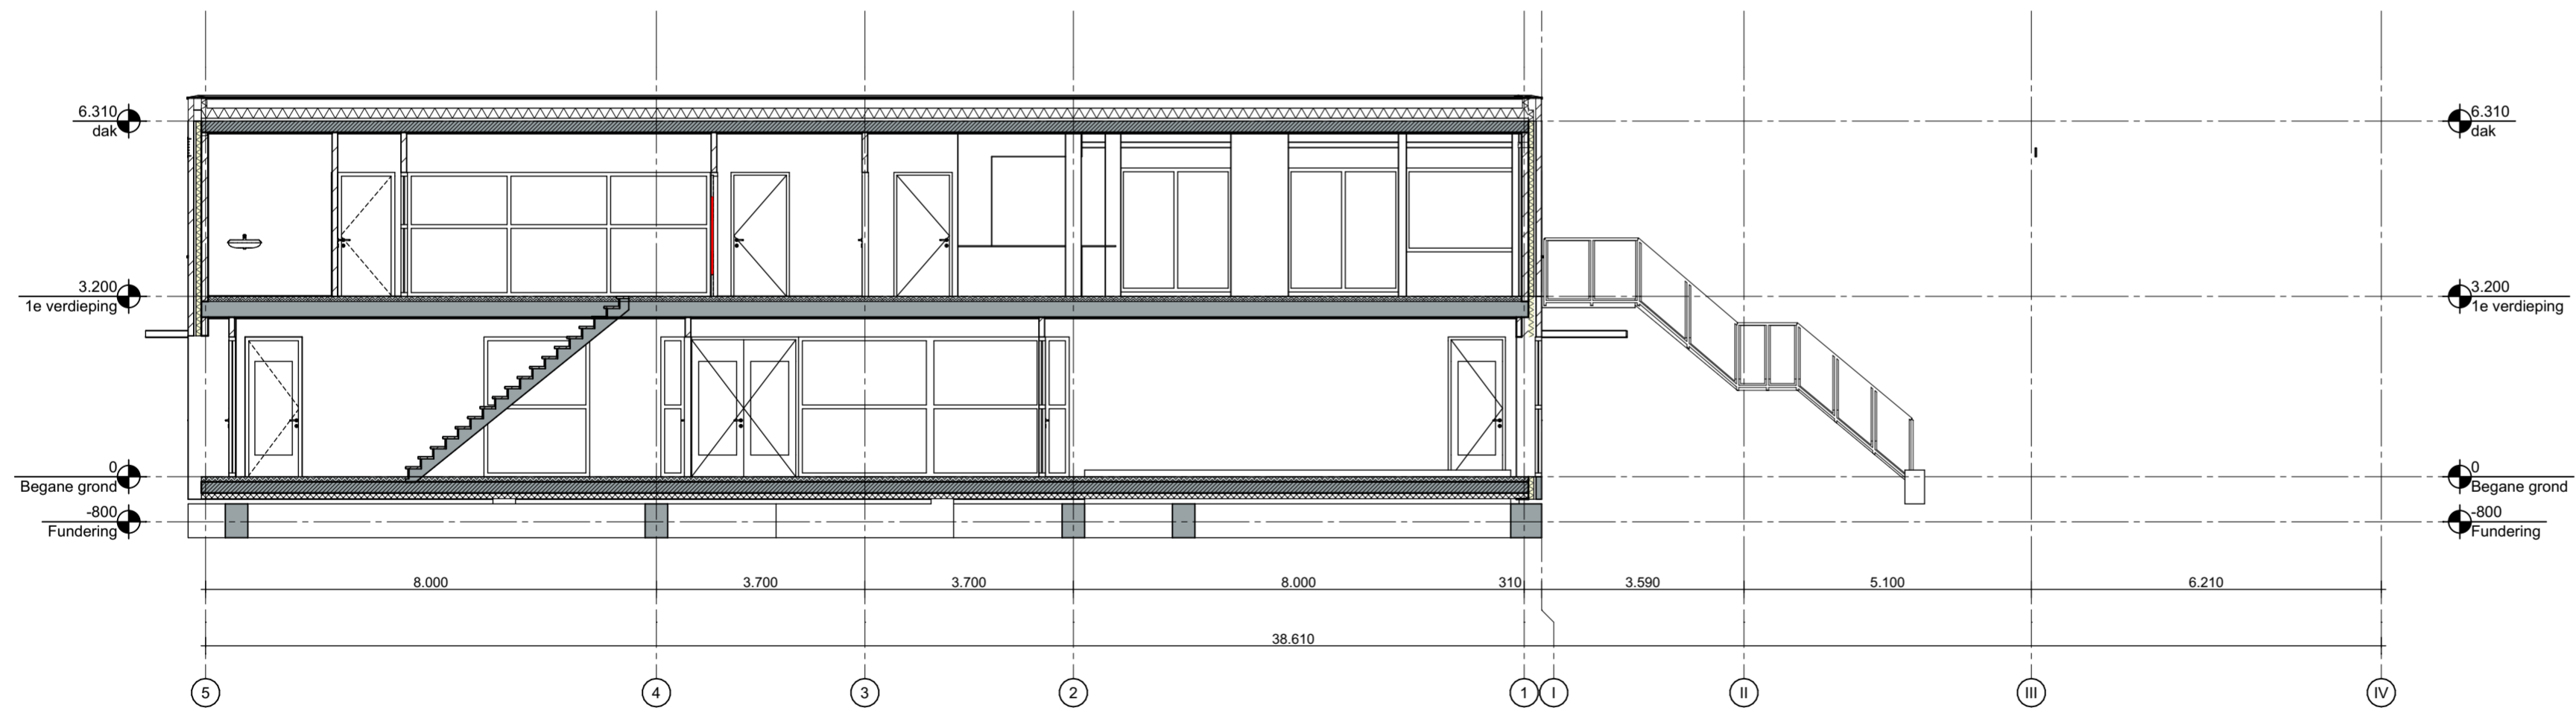 6.310
dak
6.310
dak
3.200
1e verdieping
3.200
1e verdieping
0
Begane grond
0
Begane grond
-800
Fundering
-800
Fundering
8.000
3.700
3.700
8.000
310
3.590
5.100
6.210
38.610
5
4
3
2
1
I
II
III
IV